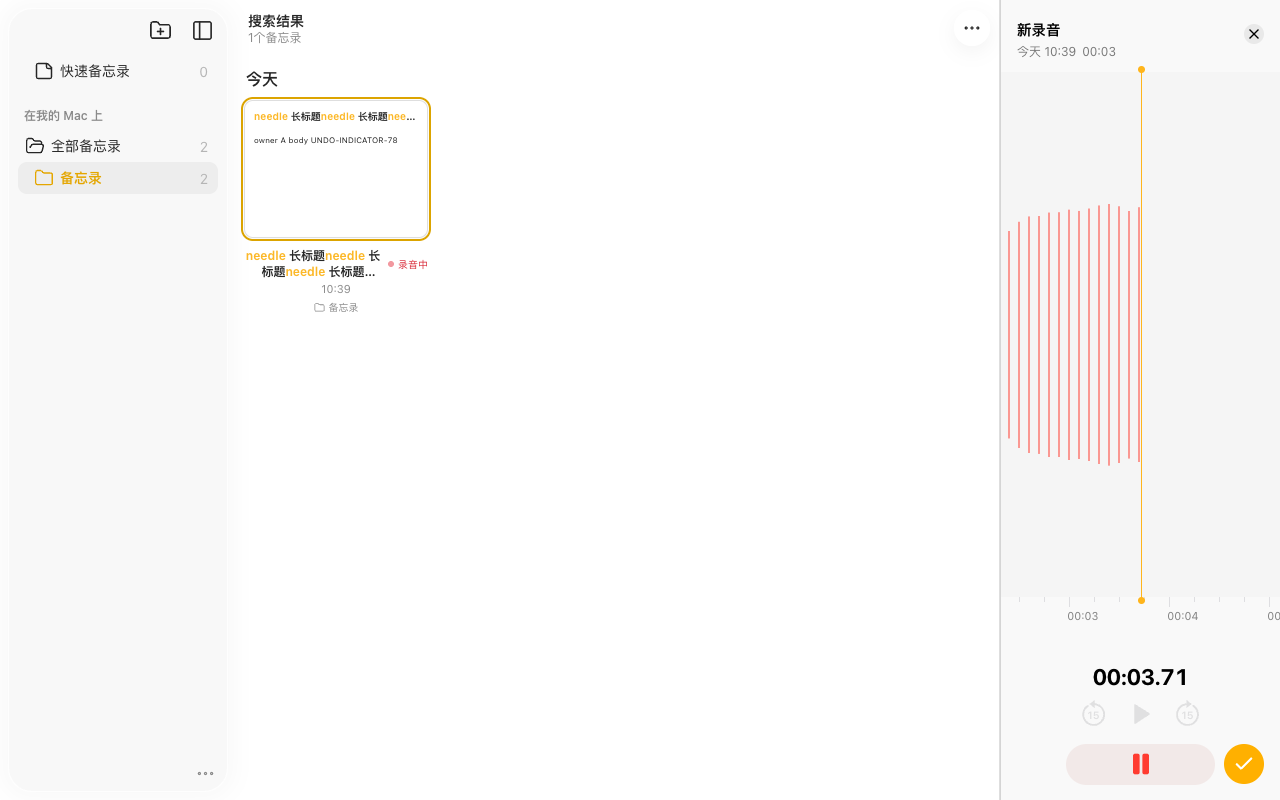 快速备忘录 0
在我的 Mac 上
全部备忘录 2
备忘录 2
搜索结果
1个备忘录
今天
needle 长标题needle 长标题nee...
owner A body UNDO-INDICATOR-78
needle 长标题needle 长
标题needle 长标题...
录音中
10:39
备忘录
新录音
今天 10:39 00:03
00:03 00:04 00
00:03.71
15 15